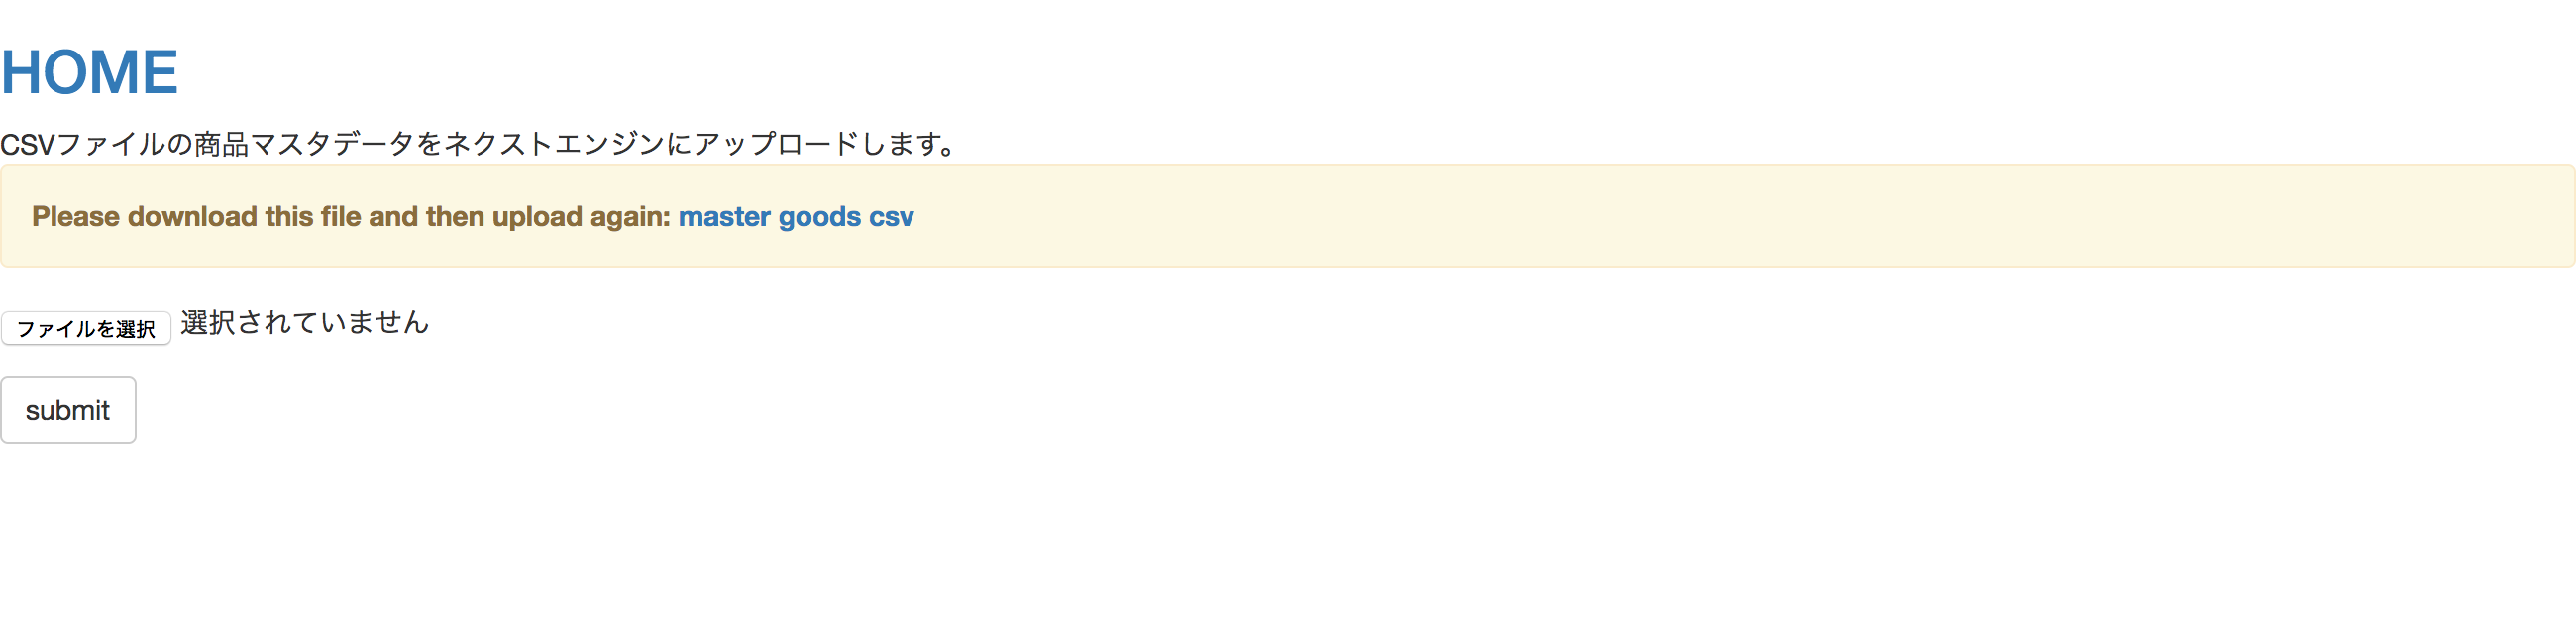 HOME
CSVファイルの商品マスタデータをネクストエンジンにアップロードします。
Please download this file and then upload again: master goods csv
ファイルを選択 選択されていません
submit